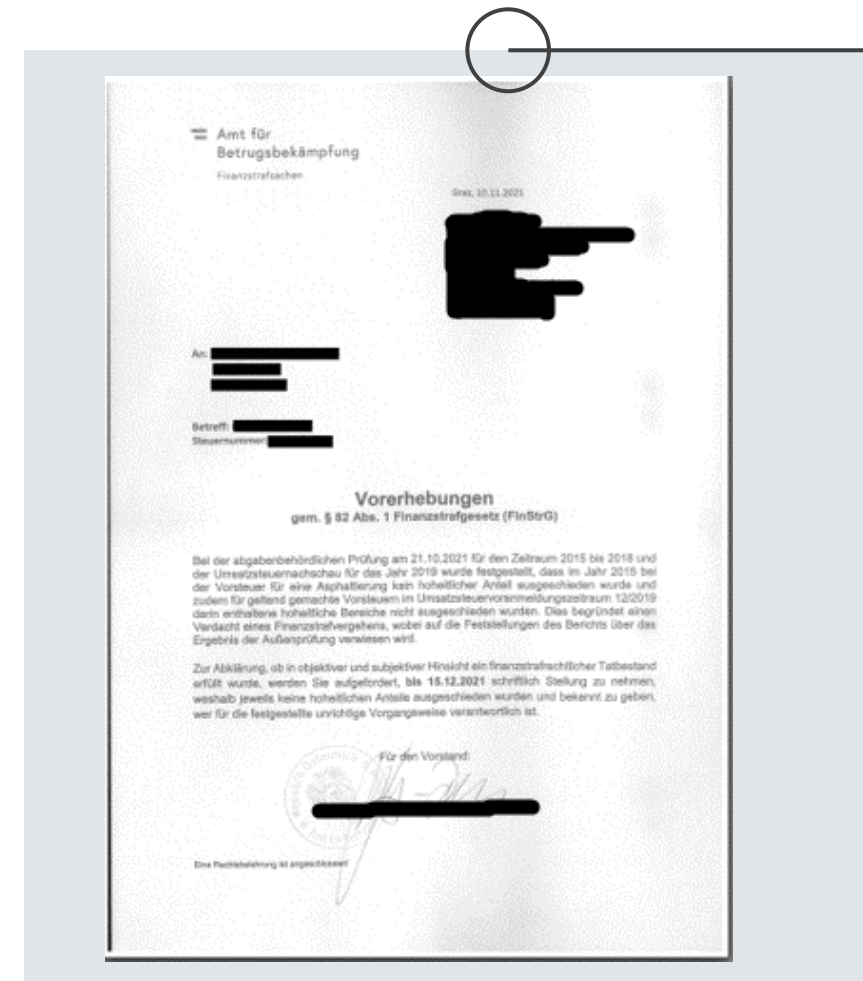 Amt für
Betrugsbekämpfung
Finanzstrafsachen
Graz, 10.11.2021
An:
Betreff:
Steuernummer:
Vorerhebungen
gem. § 82 Abs. 1 Finanzstrafgesetz (FinStrG)
Bei der abgabenbehördlichen Prüfung am 21.10.2021 für den Zeitraum 2015 bis 2018 und
der Umsatzsteuernachschau für das Jahr 2019 wurde festgestellt, dass im Jahr 2015 bei
der Vorsteuer für eine Asphaltierung kein hoheitlicher Anteil ausgeschieden wurde und
zudem für geltend gemachte Vorsteuern im Umsatzsteuervoranmeldungszeitraum 12/2019
darin enthaltene hoheitliche Bereiche nicht ausgeschieden wurden. Dies begründet einen
Verdacht eines Finanzstrafvergehens, wobei auf die Feststellungen des Berichts über das
Ergebnis der Außenprüfung verwiesen wird.
Zur Abklärung, ob in objektiver und subjektiver Hinsicht ein finanzstrafrechtlicher Tatbestand
erfüllt wurde, werden Sie aufgefordert, bis 15.12.2021 schriftlich Stellung zu nehmen,
weshalb jeweils keine hoheitlichen Anteile ausgeschieden wurden und bekannt zu geben,
wer für die festgestellte unrichtige Vorgangsweise verantwortlich ist.
Für den Vorstand:
Eine Rechtsbelehrung ist angeschlossen!